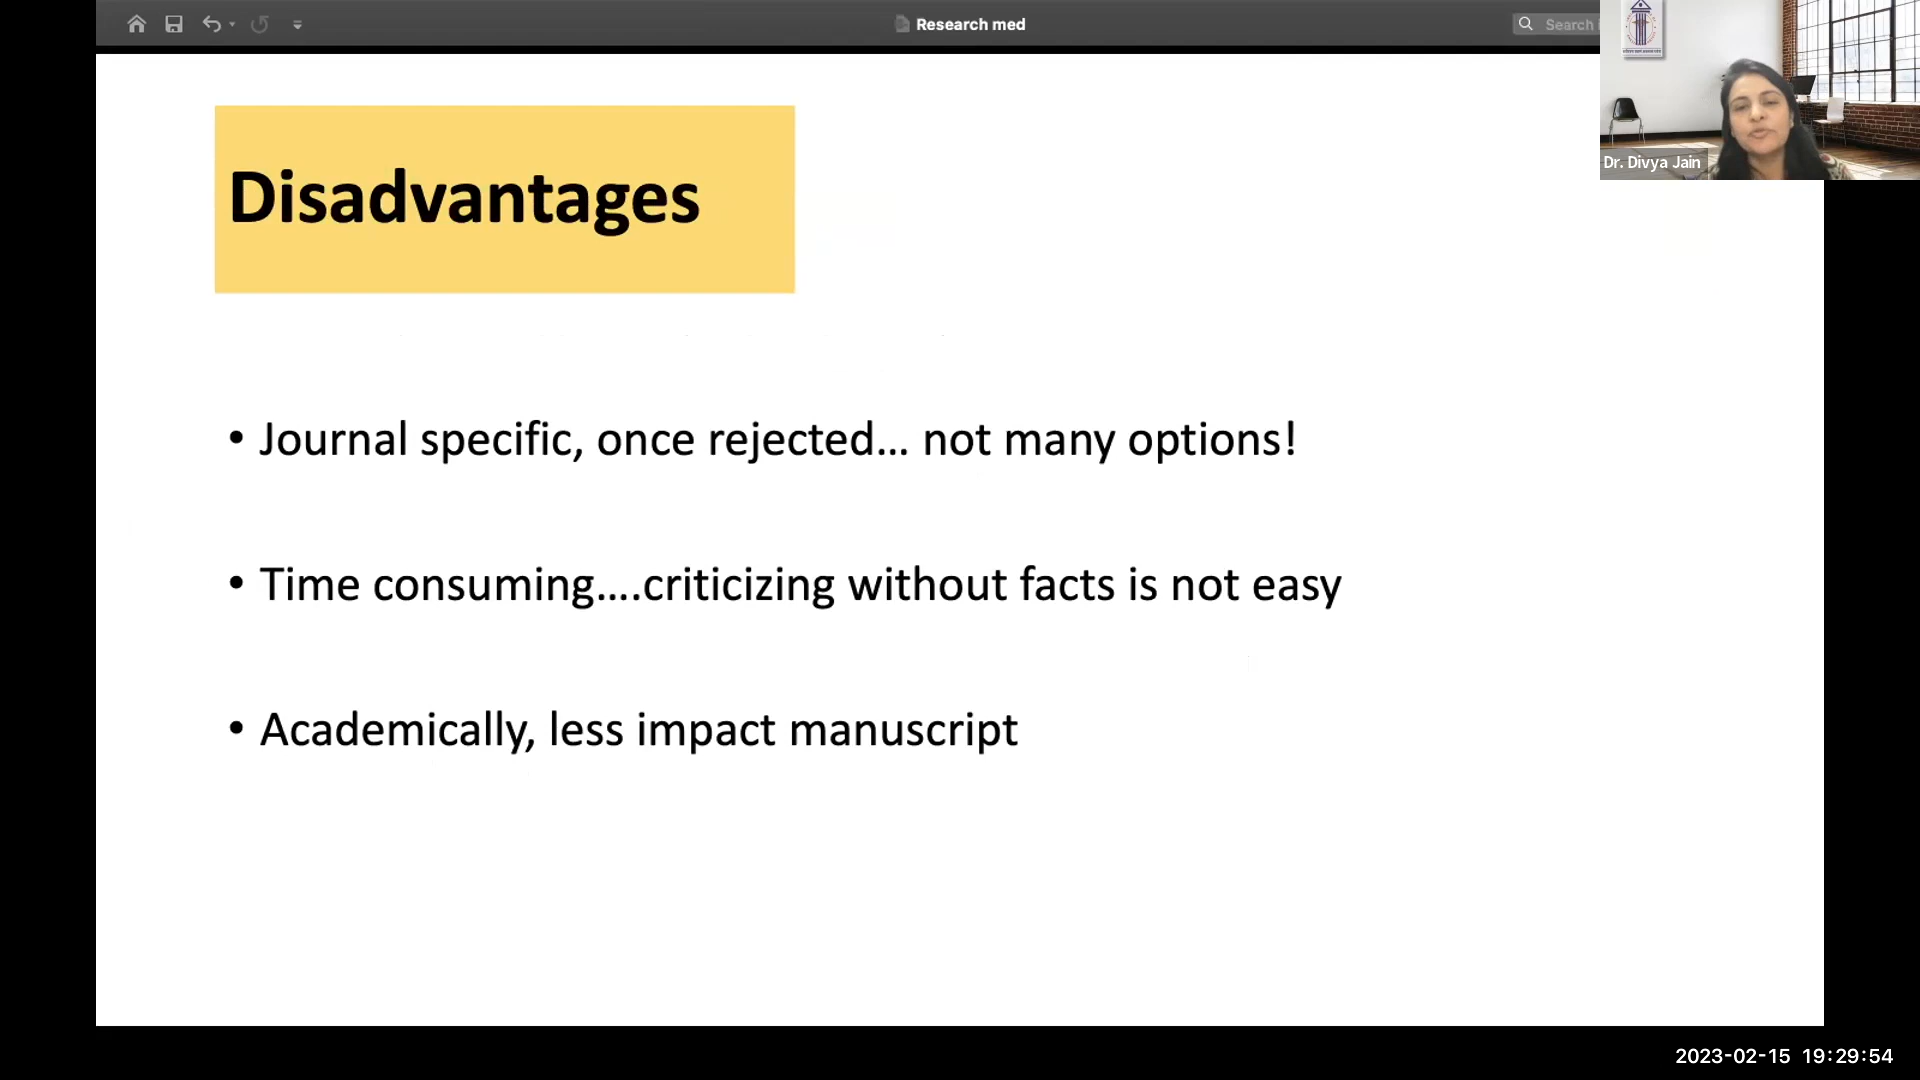 Research med
Search
Dr. Divya Jain
Disadvantages
• Journal specific, once rejected... not many options!
• Time consuming....criticizing without facts is not easy
• Academically, less impact manuscript
2023-02-15 19:29:54